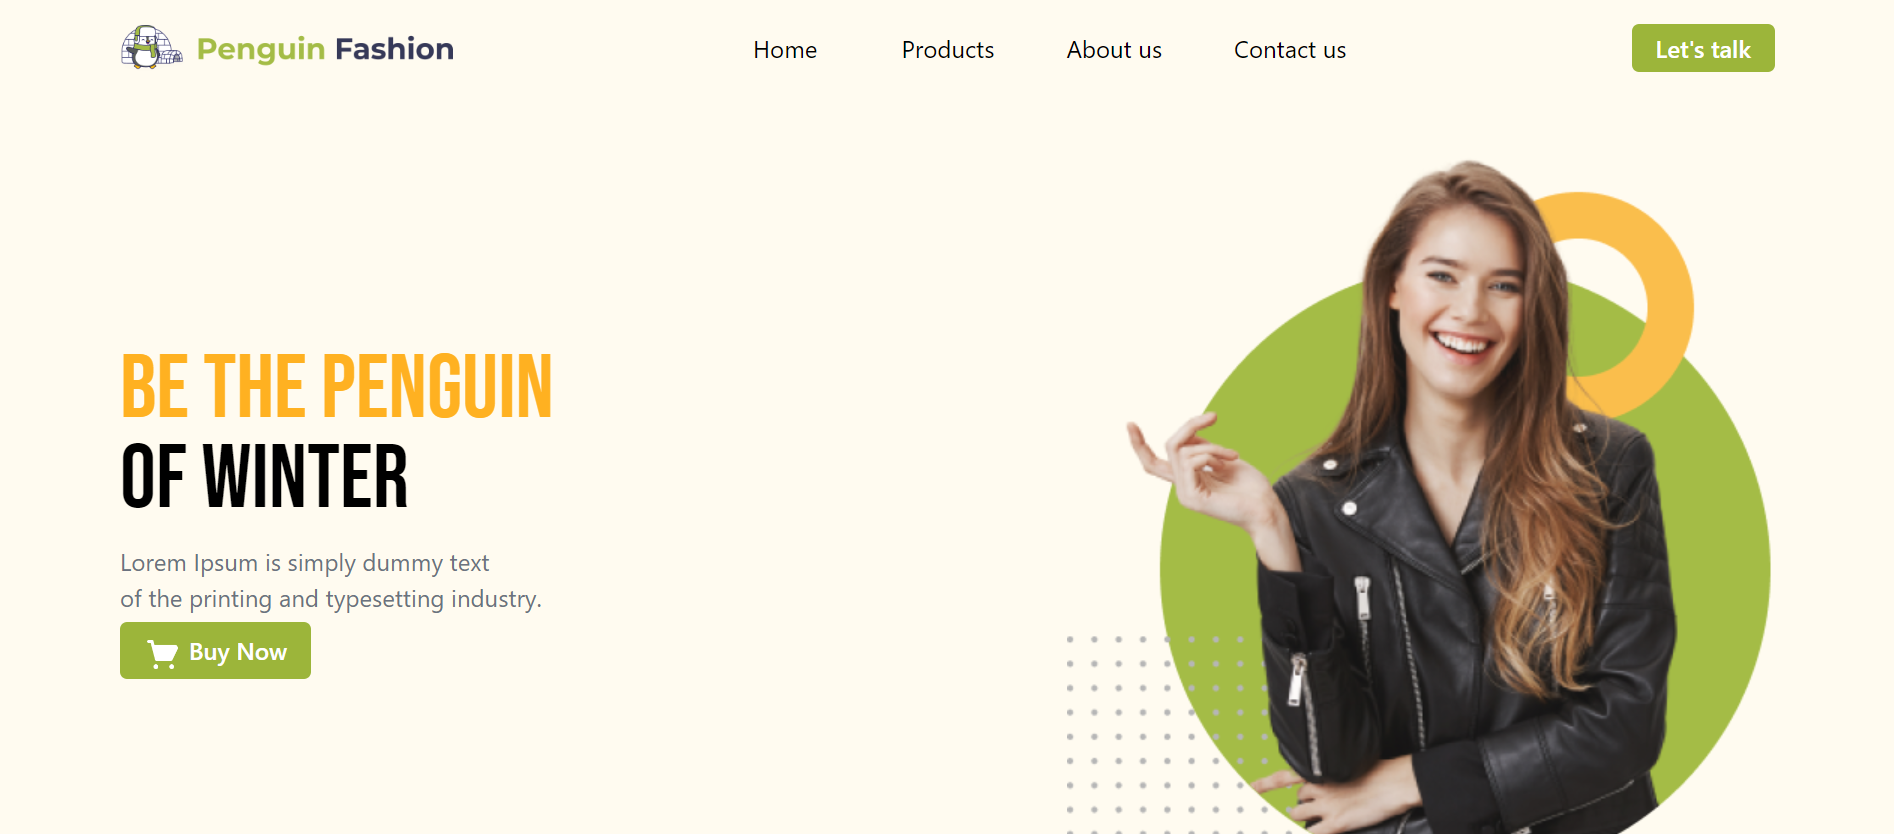 Penguin Fashion
Home
Products
About us
Contact us
Let's talk
BE THE PENGUIN
OF WINTER
Lorem Ipsum is simply dummy text
of the printing and typesetting industry.
Buy Now